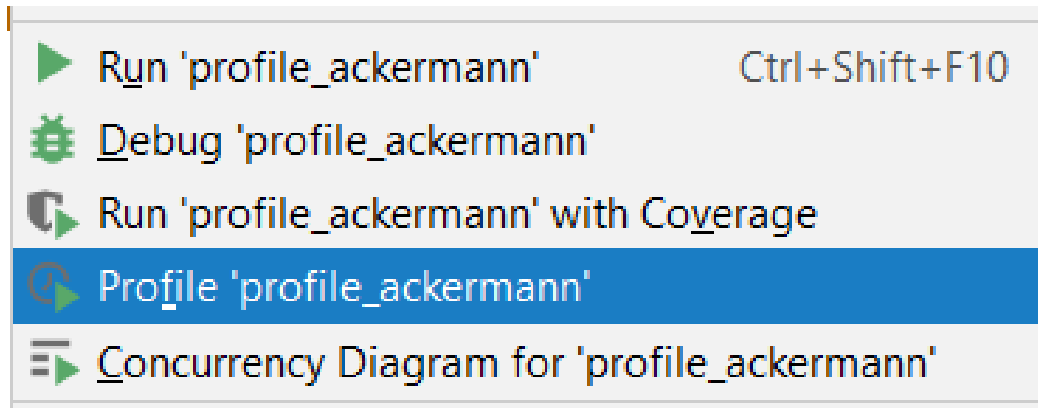 Run 'profile_ackermann' Ctrl+Shift+F10
Debug 'profile_ackermann'
Run 'profile_ackermann' with Coverage
Profile 'profile_ackermann'
Concurrency Diagram for 'profile_ackermann'